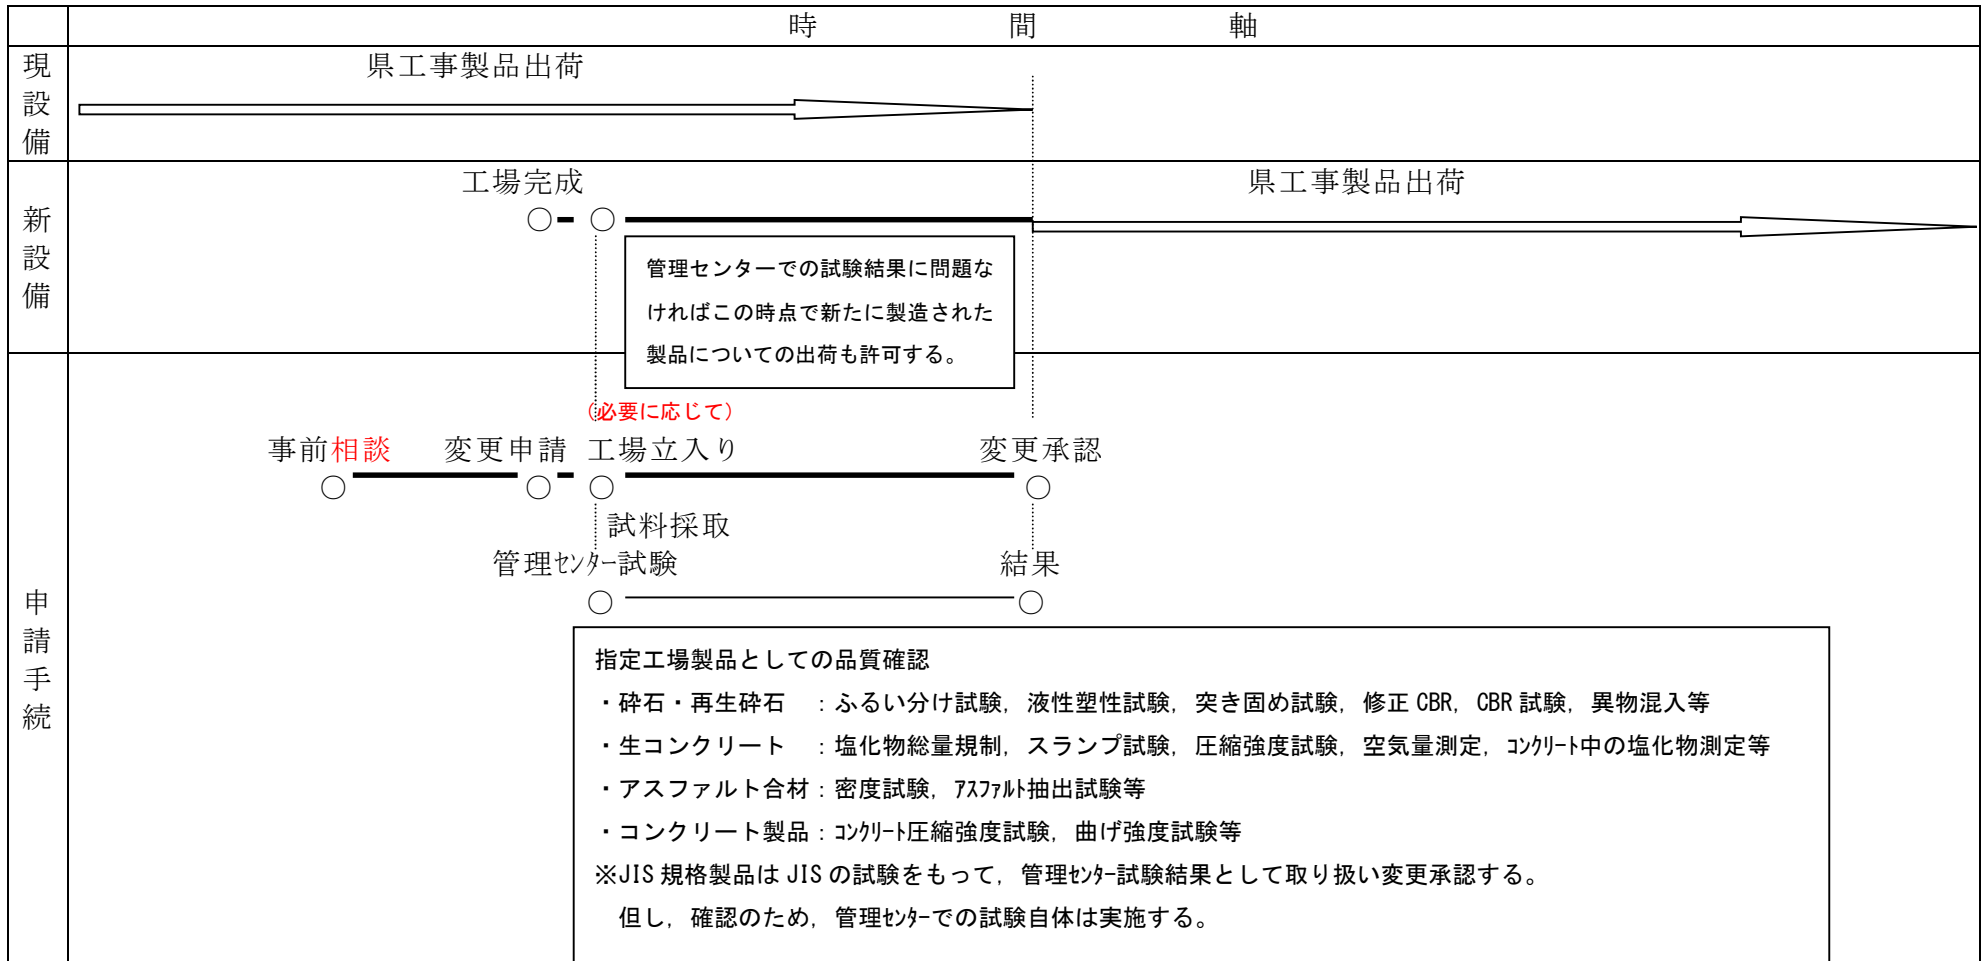 時間軸
現設備
県工事製品出荷
新設備
工場完成
県工事製品出荷
管理センターでの試験結果に問題な
ければこの時点で新たに製造された
製品についての出荷も許可する。
申請手続
(必要に応じて)
事前相談 変更申請 工場立入り 変更承認
試料採取
管理ｾﾝﾀｰ試験 結果
指定工場製品としての品質確認
・砕石・再生砕石 ：ふるい分け試験，液性塑性試験，突き固め試験，修正 CBR，CBR 試験，異物混入等
・生コンクリート ：塩化物総量規制，スランプ試験，圧縮強度試験，空気量測定，ｺﾝｸﾘｰﾄ中の塩化物測定等
・アスファルト合材：密度試験，ｱｽﾌｧﾙﾄ抽出試験等
・コンクリート製品：ｺﾝｸﾘｰﾄ圧縮強度試験，曲げ強度試験等
※JIS 規格製品は JIS の試験をもって，管理ｾﾝﾀｰ試験結果として取り扱い変更承認する。
但し，確認のため，管理ｾﾝﾀｰでの試験自体は実施する。